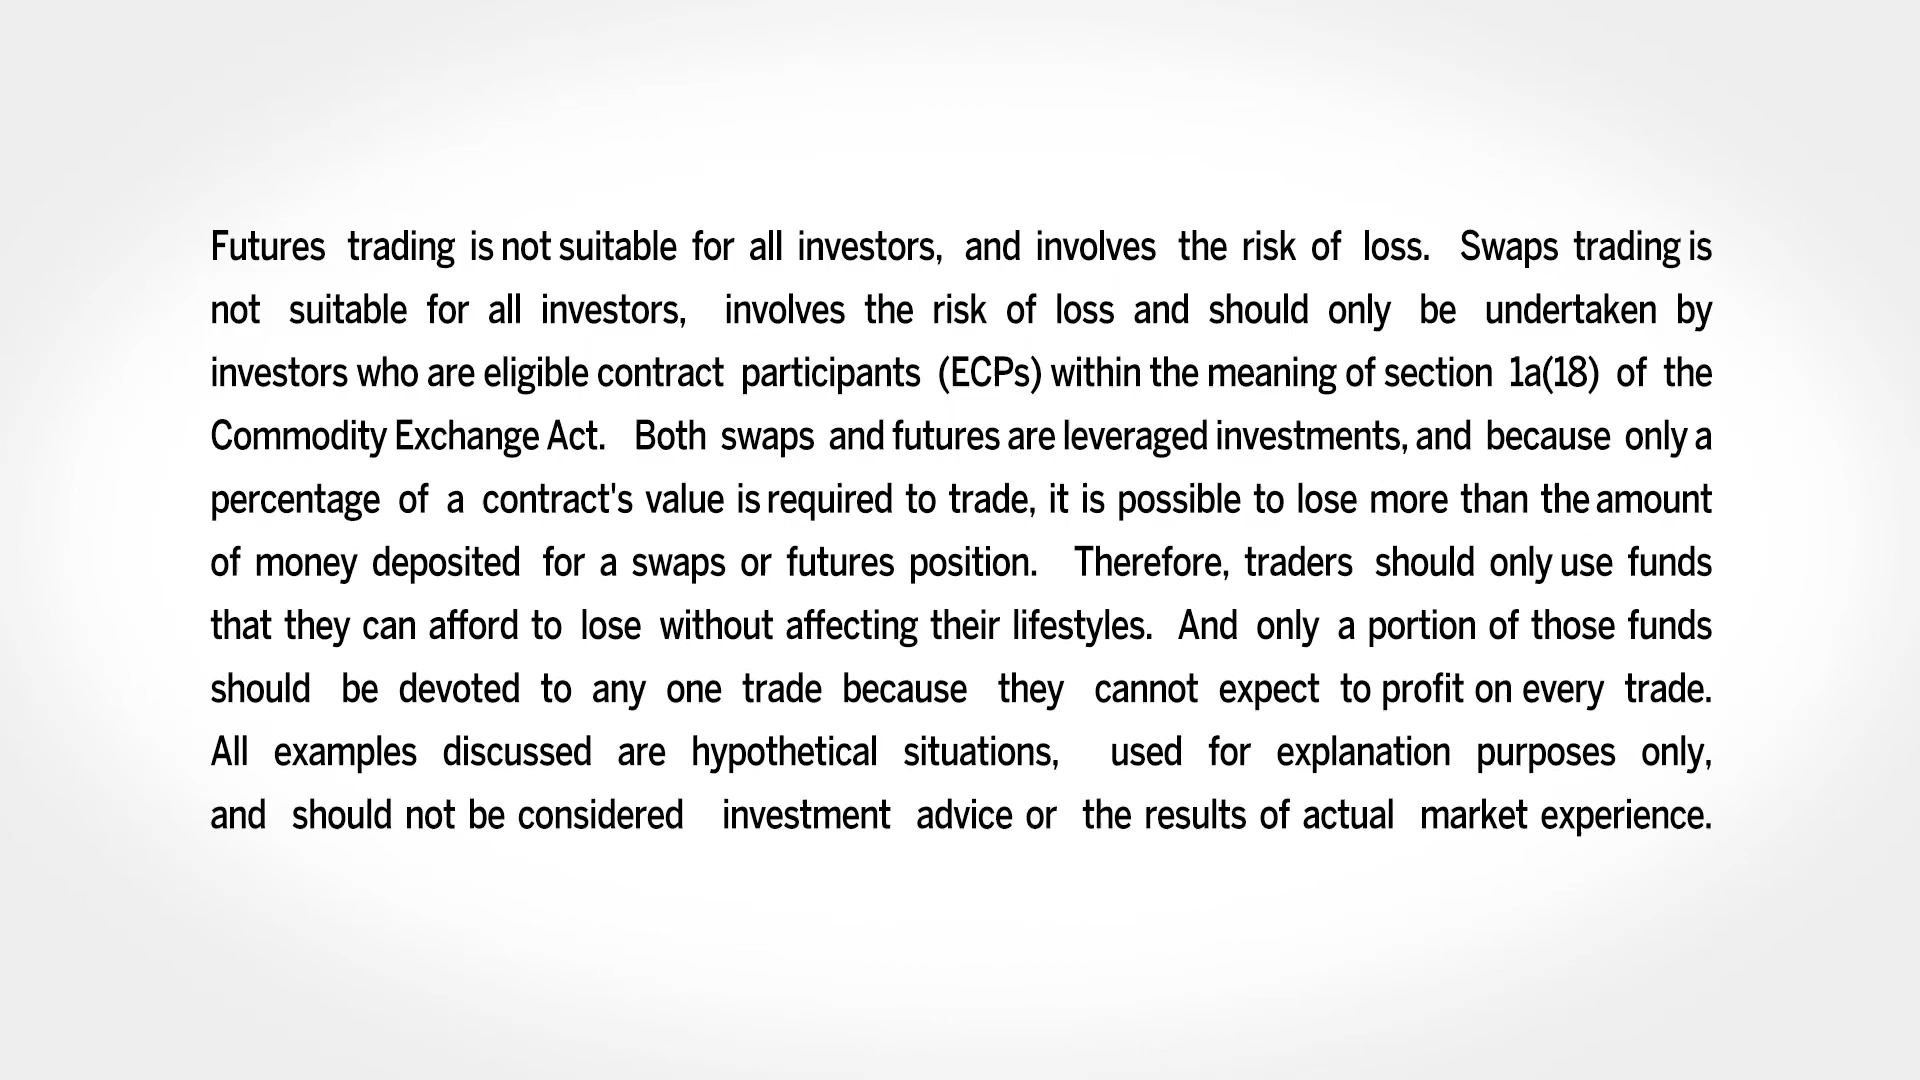 Futures trading is not suitable for all investors, and involves the risk of loss. Swaps trading is
not suitable for all investors, involves the risk of loss and should only be undertaken by
investors who are eligible contract participants (ECPs) within the meaning of section 1a(18) of the
Commodity Exchange Act. Both swaps and futures are leveraged investments, and because only a
percentage of a contract's value is required to trade, it is possible to lose more than the amount
of money deposited for a swaps or futures position. Therefore, traders should only use funds
that they can afford to lose without affecting their lifestyles. And only a portion of those funds
should be devoted to any one trade because they cannot expect to profit on every trade.
All examples discussed are hypothetical situations, used for explanation purposes only,
and should not be considered investment advice or the results of actual market experience.